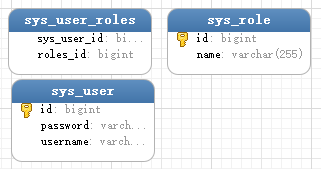 sys_user_roles
sys_user_id: bi...
roles_id: bigint
sys_role
id: bigint
name: varchar(255)
sys_user
id: bigint
password: varch...
username: varch...